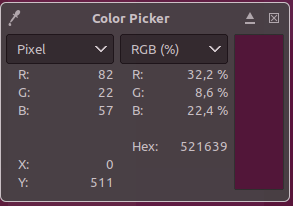 Color Picker
Pixel RGB (%)
R: 82 R: 32,2 %
G: 22 G: 8,6 %
B: 57 B: 22,4 %
Hex: 521639
X: 0
Y: 511